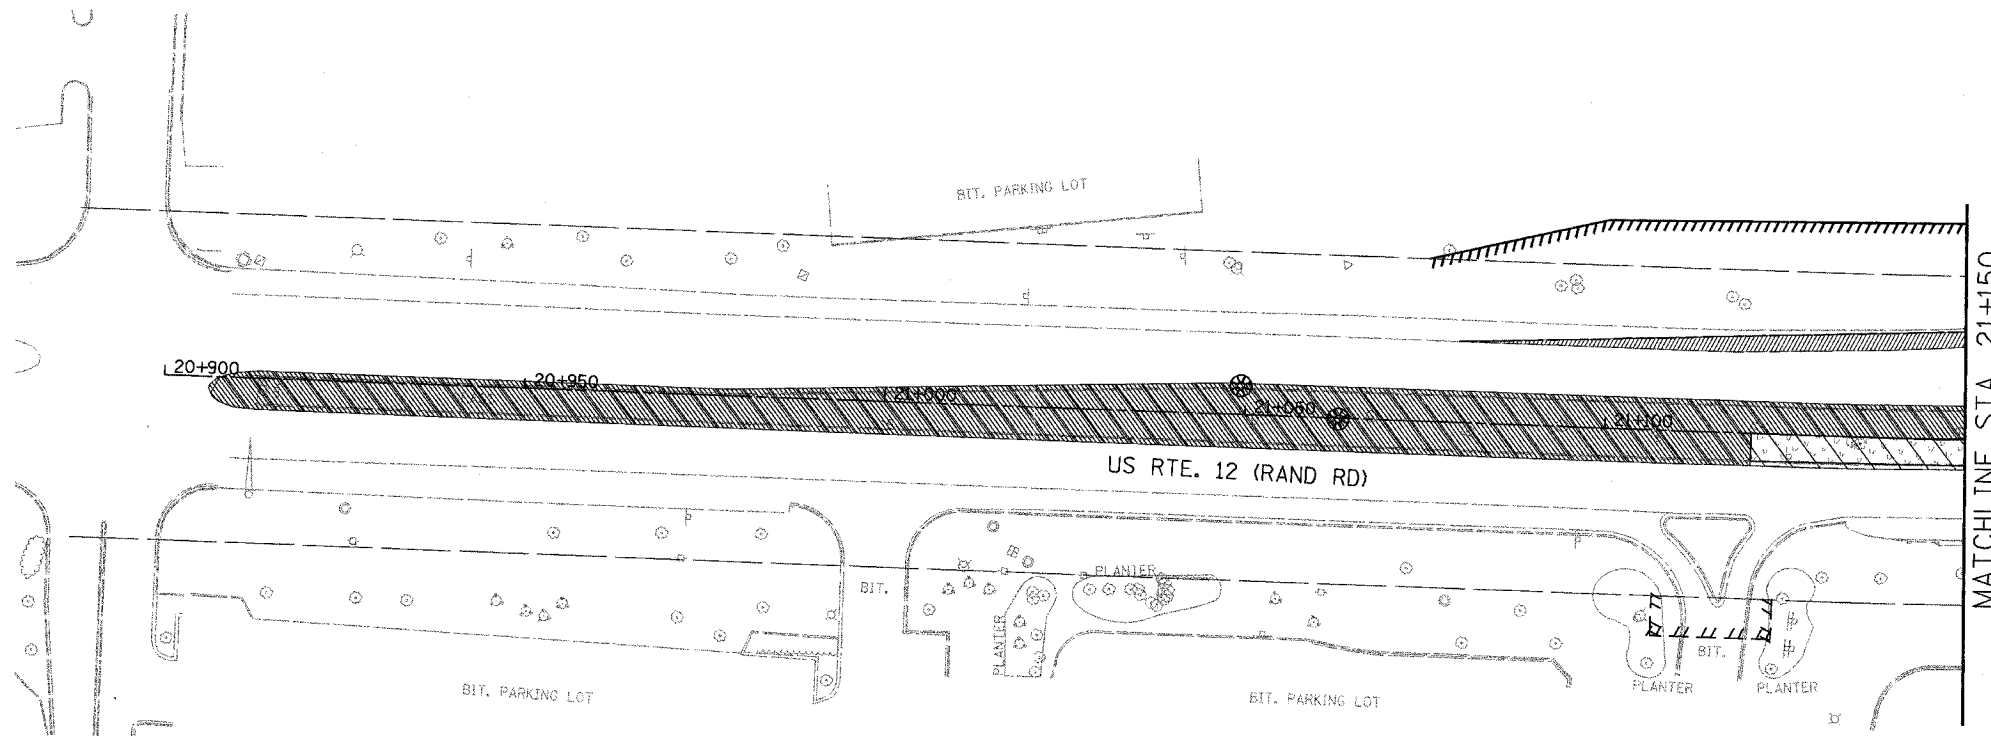 BIT. PARKING LOT
20+900
20+950
21+000
21+050
21+100
US RTE. 12 (RAND RD)
MATCHLINE STA. 21+150
BIT.
PLANTER
PLANTER
BIT.
PLANTER
PLANTER
BIT. PARKING LOT
BIT. PARKING LOT